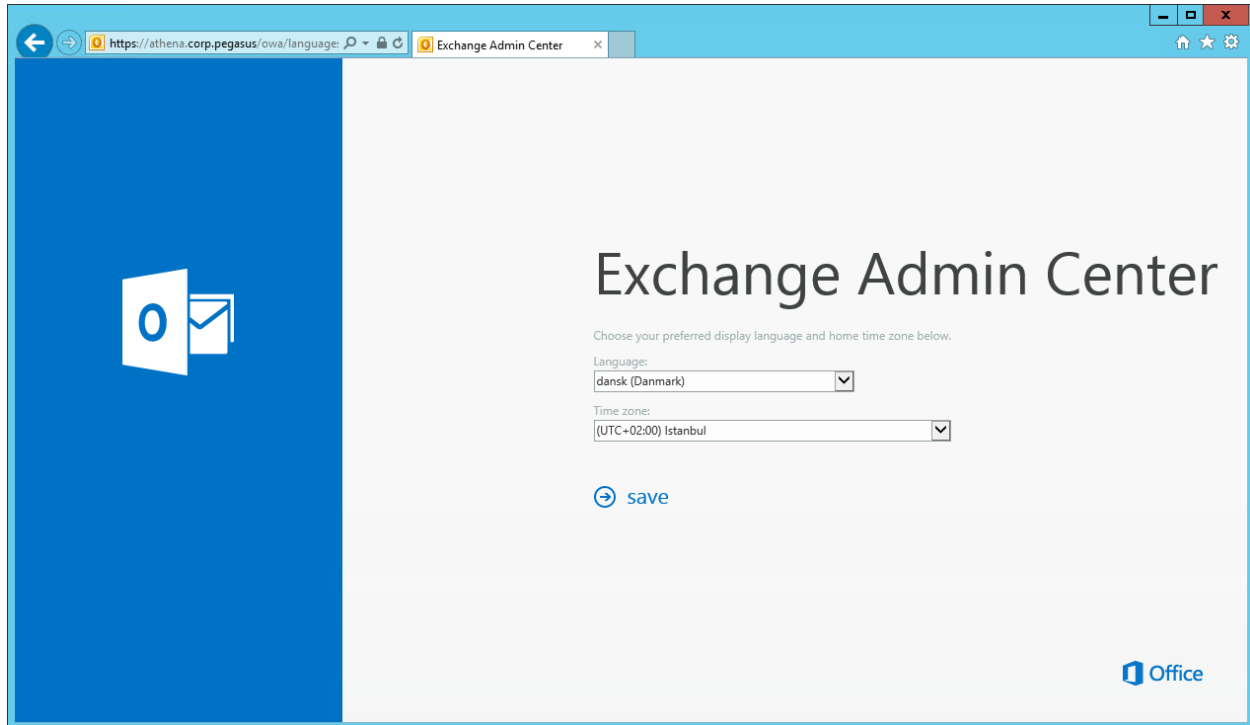 https://athena.corp.pegasus/owa/language:
Exchange Admin Center
Exchange Admin Center
Choose your preferred display language and home time zone below.
Language:
dansk (Danmark)
Time zone:
(UTC+02:00) Istanbul
save
Office